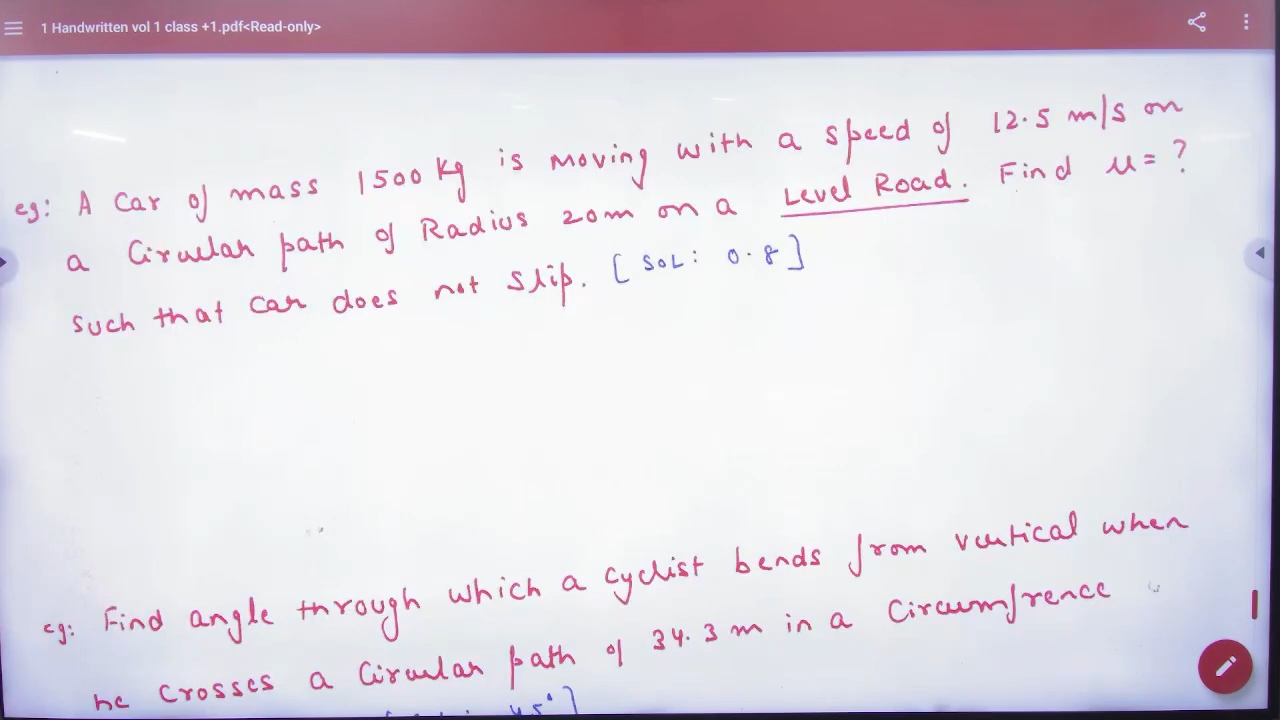 1 Handwritten vol 1 class +1.pdf<Read-only>
eg: A Car of mass 1500 Kg is Moving with a speed of 12.5 m/s on
a Circular path of Radius 20m on a Level Road. Find u = ?
such that car does not slip. [SOL: 0.8]
eg: Find angle through which a cyclist bends from vertical when
he Crosses a Circular path of 34.3 m in a Circumfrence
45°]